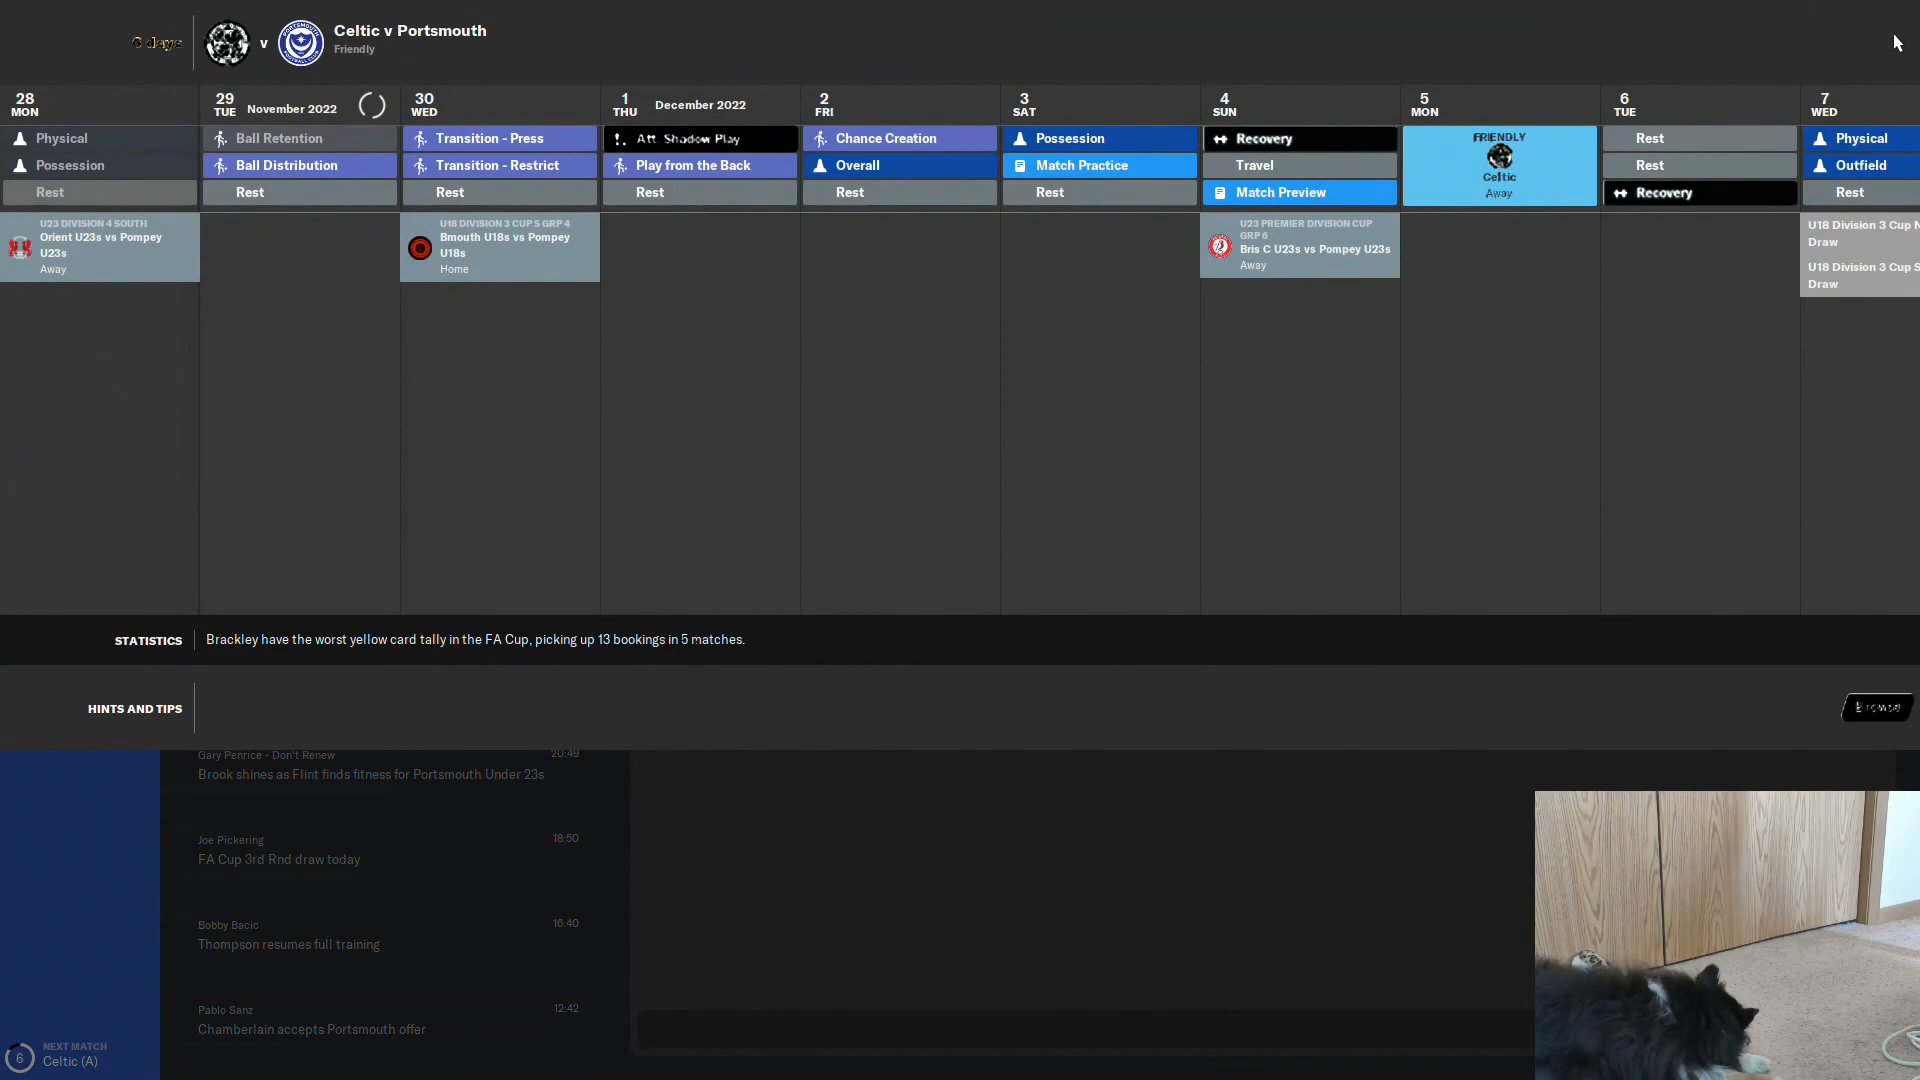 6 days
v
Celtic v Portsmouth
Friendly
28
MON
29
TUE
November 2022
30
WED
1
THU
December 2022
2
FRI
3
SAT
4
SUN
5
MON
6
TUE
7
WED
Physical
Ball Retention
Transition - Press
Att. Shadow Play
Chance Creation
Possession
Recovery
FRIENDLY
Celtic
Away
Rest
Physical
Possession
Ball Distribution
Transition - Restrict
Play from the Back
Overall
Match Practice
Travel
Rest
Outfield
Rest
Rest
Rest
Rest
Rest
Rest
Match Preview
Recovery
Rest
U23 DIVISION 4 SOUTH
Orient U23s vs Pompey
U23s
Away
U18 DIVISION 3 CUP S GRP 4
Bmouth U18s vs Pompey
U18s
Home
U23 PREMIER DIVISION CUP
GRP 6
Bris C U23s vs Pompey U23s
Away
U18 Division 3 Cup N
Draw
U18 Division 3 Cup S
Draw
STATISTICS
Brackley have the worst yellow card tally in the FA Cup, picking up 13 bookings in 5 matches.
HINTS AND TIPS
Browse
Gary Penrice - Don't Renew
20:49
Brook shines as Flint finds fitness for Portsmouth Under 23s
Joe Pickering
18:50
FA Cup 3rd Rnd draw today
Bobby Bacic
16:40
Thompson resumes full training
Pablo Sanz
12:42
Chamberlain accepts Portsmouth offer
6
NEXT MATCH
Celtic (A)